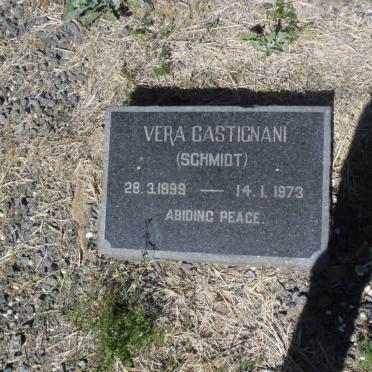 VERA CASTIGNANI
(SCHMIDT)
28.3.1899 — 14.1.1973
ABIDING PEACE.